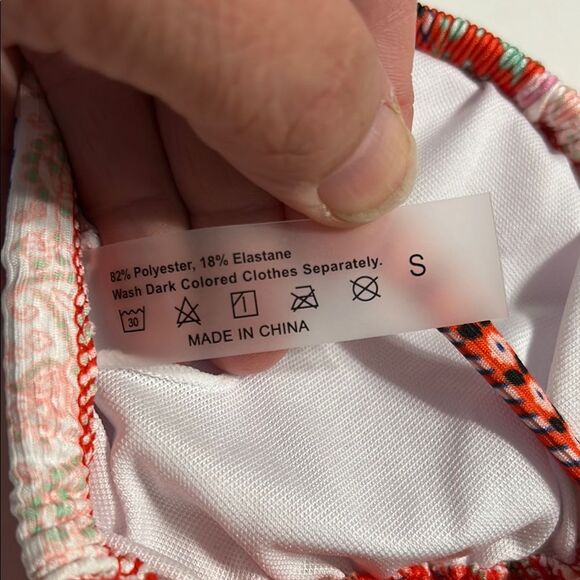 82% Polyester, 18% Elastane
Wash Dark Colored Clothes Separately.
S
30
MADE IN CHINA